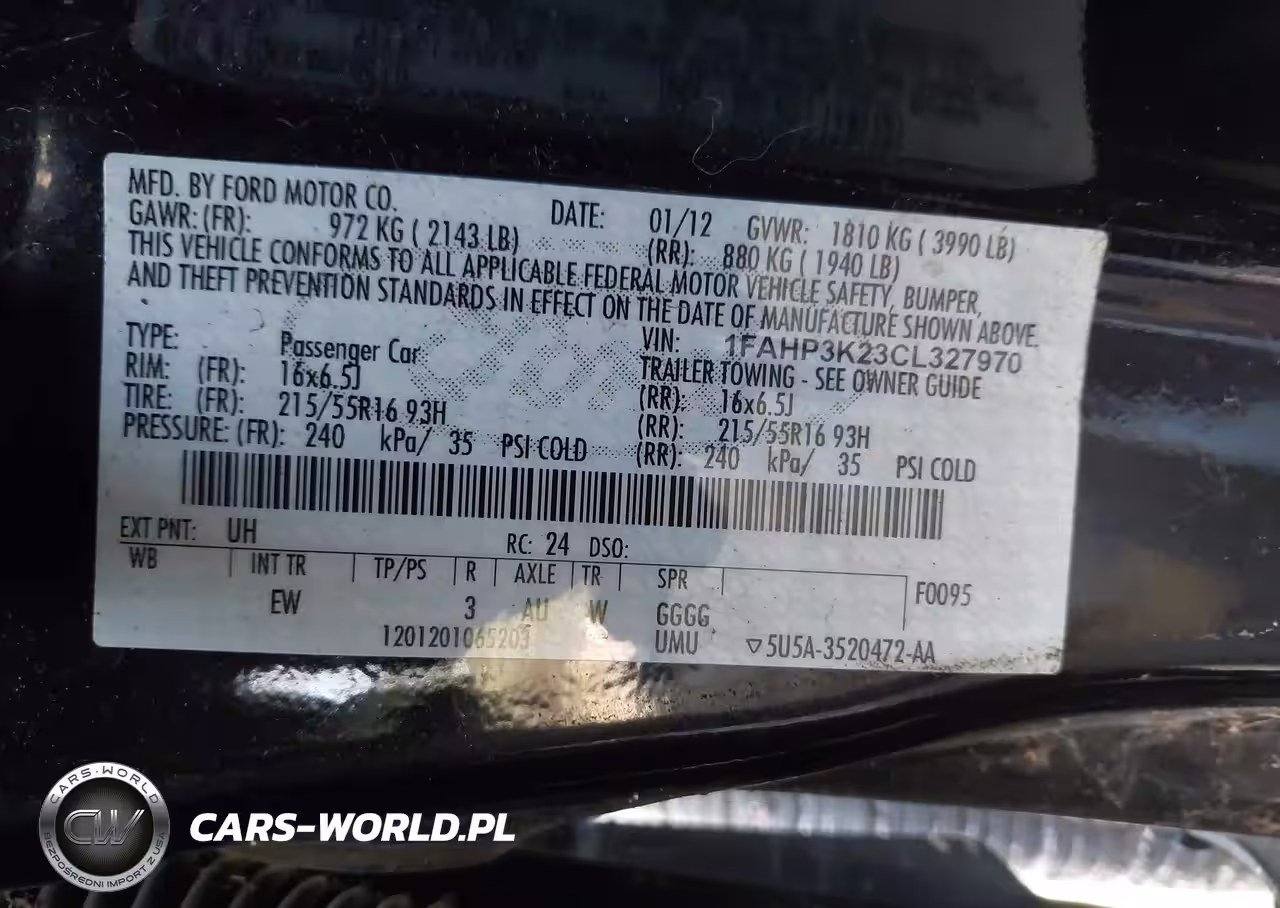 MFD. BY FORD MOTOR CO. DATE: 01/12 GVWR: 1810 KG ( 3990 LB)
GAWR: (FR): 972 KG ( 2143 LB) (RR): 880 KG ( 1940 LB)
THIS VEHICLE CONFORMS TO ALL APPLICABLE FEDERAL MOTOR VEHICLE SAFETY, BUMPER,
AND THEFT PREVENTION STANDARDS IN EFFECT ON THE DATE OF MANUFACTURE SHOWN ABOVE.
TYPE: Passenger Car VIN: 1FAHP3K23CL327970
TRAILER TOWING - SEE OWNER GUIDE
RIM: (FR): 16x6.5J (RR): 16x6.5J
TIRE: (FR): 215/55R16 93H (RR): 215/55R16 93H
PRESSURE: (FR): 240 kPa/ 35 PSI COLD (RR): 240 kPa/ 35 PSI COLD
EXT PNT: UH RC: 24 DSO:
WB INT TR TP/PS R AXLE TR SPR F0095
EW 3 AU W GGGG
1201201065203 UMU ▽5U5A-3520472-AA
CARS-WORLD
CW
BEZPOŚREDNI IMPORT Z USA
CARS-WORLD.PL